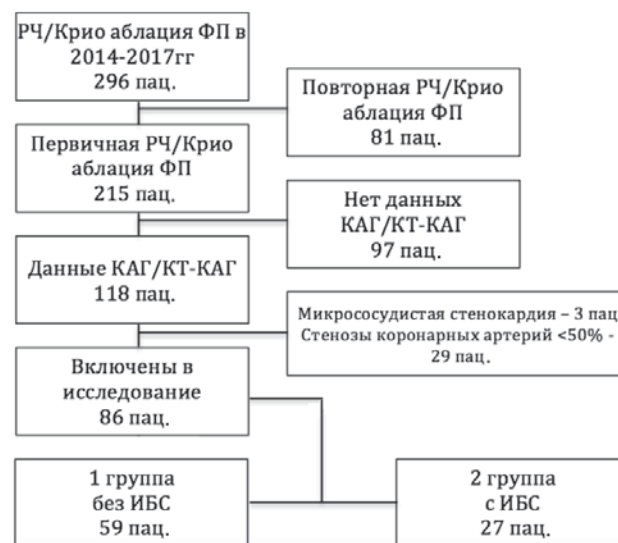 РЧ/Крио аблация ФП в
2014-2017гг
296 пац.
Повторная РЧ/Крио
аблация ФП
81 пац.
Первичная РЧ/Крио
аблация ФП
215 пац.
Нет данных
КАГ/КТ-КАГ
97 пац.
Данные КАГ/КТ-КАГ
118 пац.
Микрососудистая стенокардия – 3 пац
Стенозы коронарных артерий <50% -
29 пац.
Включены в
исследование
86 пац.
1 группа
без ИБС
59 пац.
2 группа
с ИБС
27 пац.